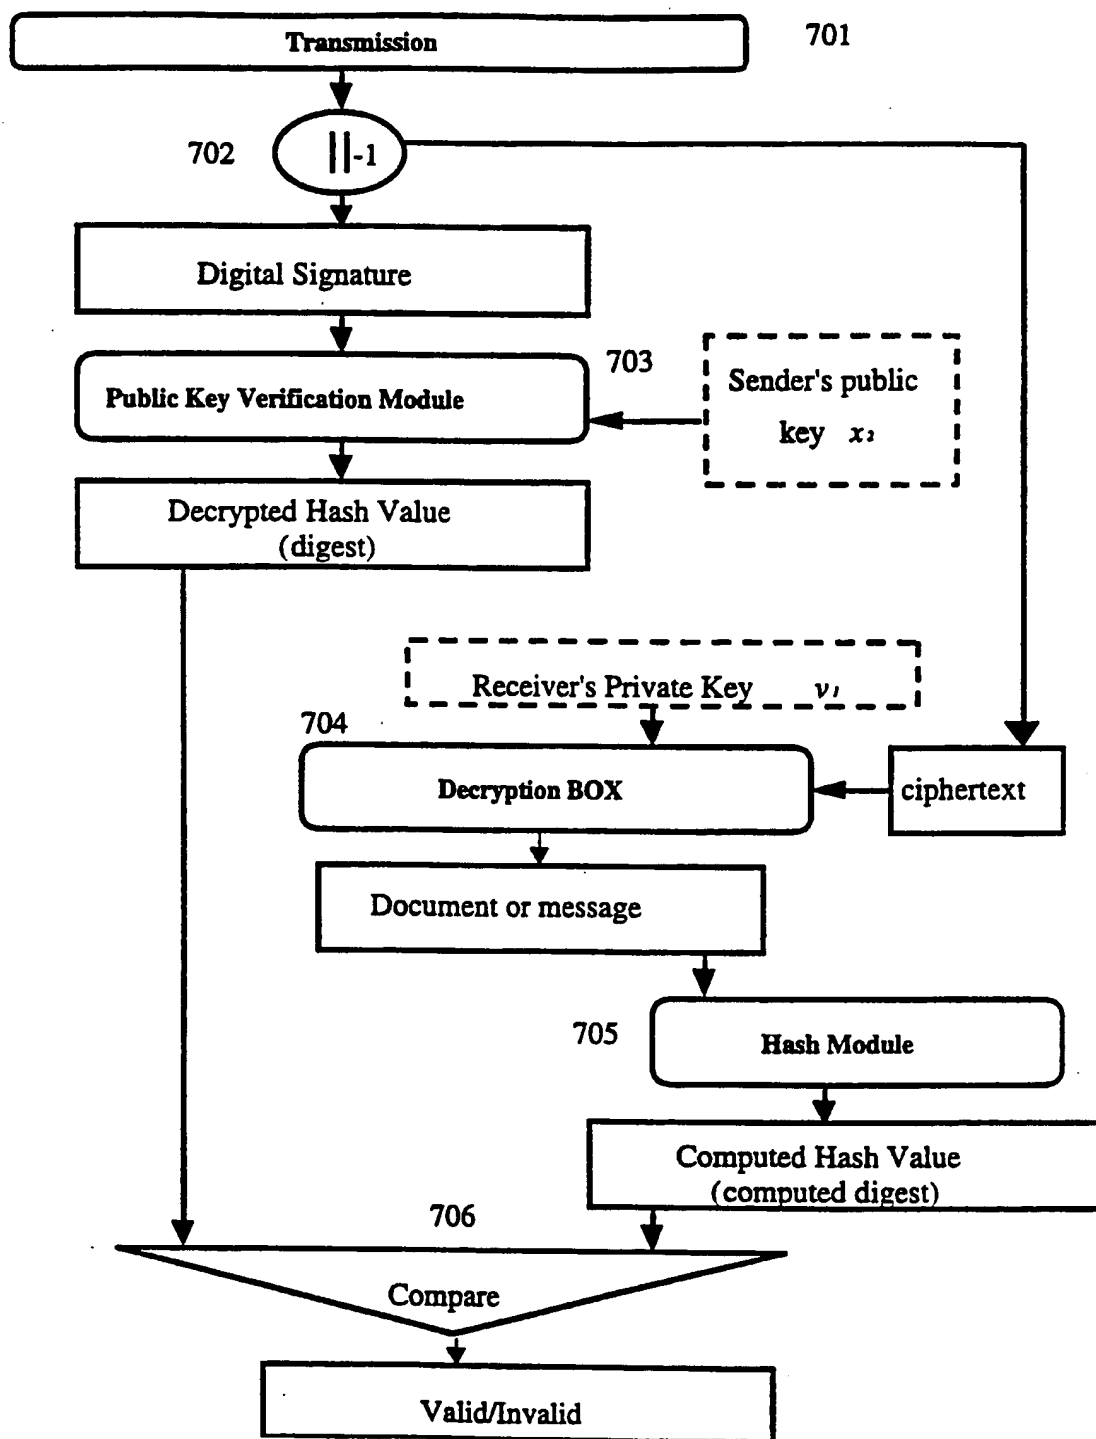 Transmission
701
702
||-1
Digital Signature
703
Public Key Verification Module
Sender's public
key x₂
Decrypted Hash Value
(digest)
Receiver's Private Key v₁
704
Decryption BOX
ciphertext
Document or message
705
Hash Module
Computed Hash Value
(computed digest)
706
Compare
Valid/Invalid